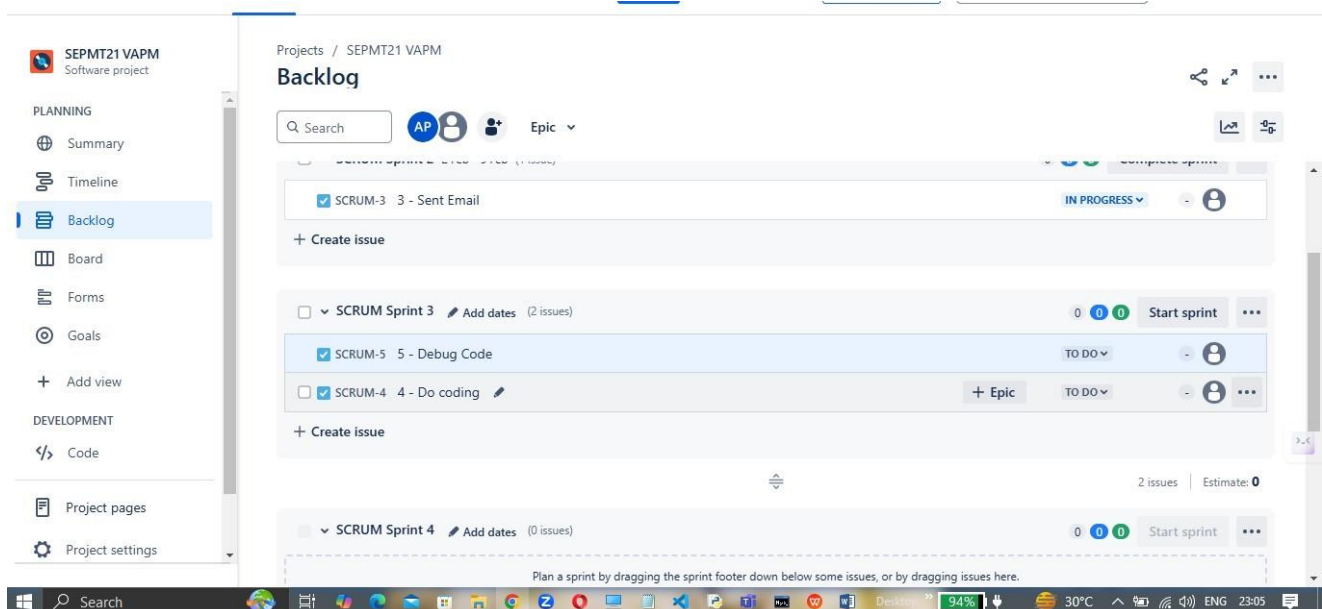 SEPMT21 VAPM
Software project
PLANNING
Summary
Timeline
Backlog
Board
Forms
Goals
+ Add view
DEVELOPMENT
</> Code
Project pages
Project settings
Projects / SEPMT21 VAPM
Backlog
Search
AP
Epic
SCRUM Sprint 2
Complete sprint
SCRUM-3 3 - Sent Email IN PROGRESS -
+ Create issue
SCRUM Sprint 3 Add dates (2 issues) 0 0 0 Start sprint ...
SCRUM-5 5 - Debug Code TO DO -
SCRUM-4 4 - Do coding + Epic TO DO - ...
+ Create issue
2 issues Estimate: 0
SCRUM Sprint 4 Add dates (0 issues) 0 0 0 Start sprint ...
Plan a sprint by dragging the sprint footer down below some issues, or by dragging issues here.
Search 94% 30°C ENG 23:05